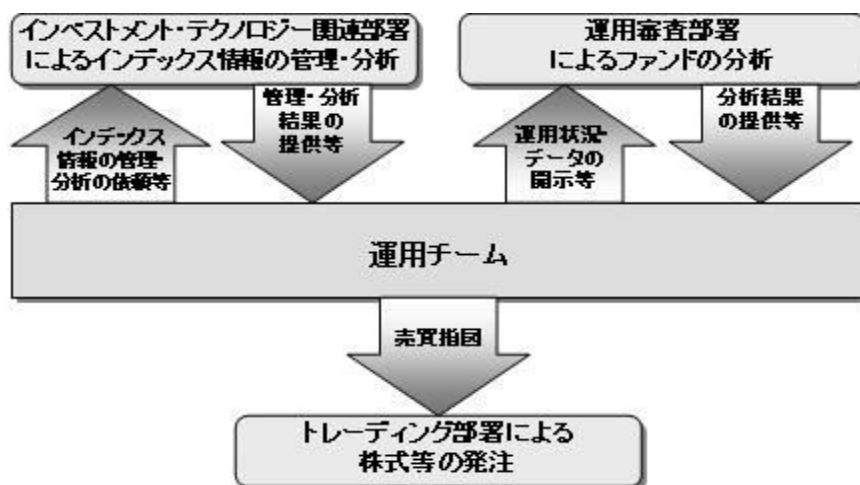 インベストメント・テクノロジー関連部署
によるインデックス情報の管理・分析
運用審査部署
によるファンドの分析
インデックス
情報の管理・
分析の依頼等
管理・分析
結果の
提供等
運用状況・
データの
開示等
分析結果
の提供等
運用チーム
売買指図
トレーディング部署による
株式等の発注